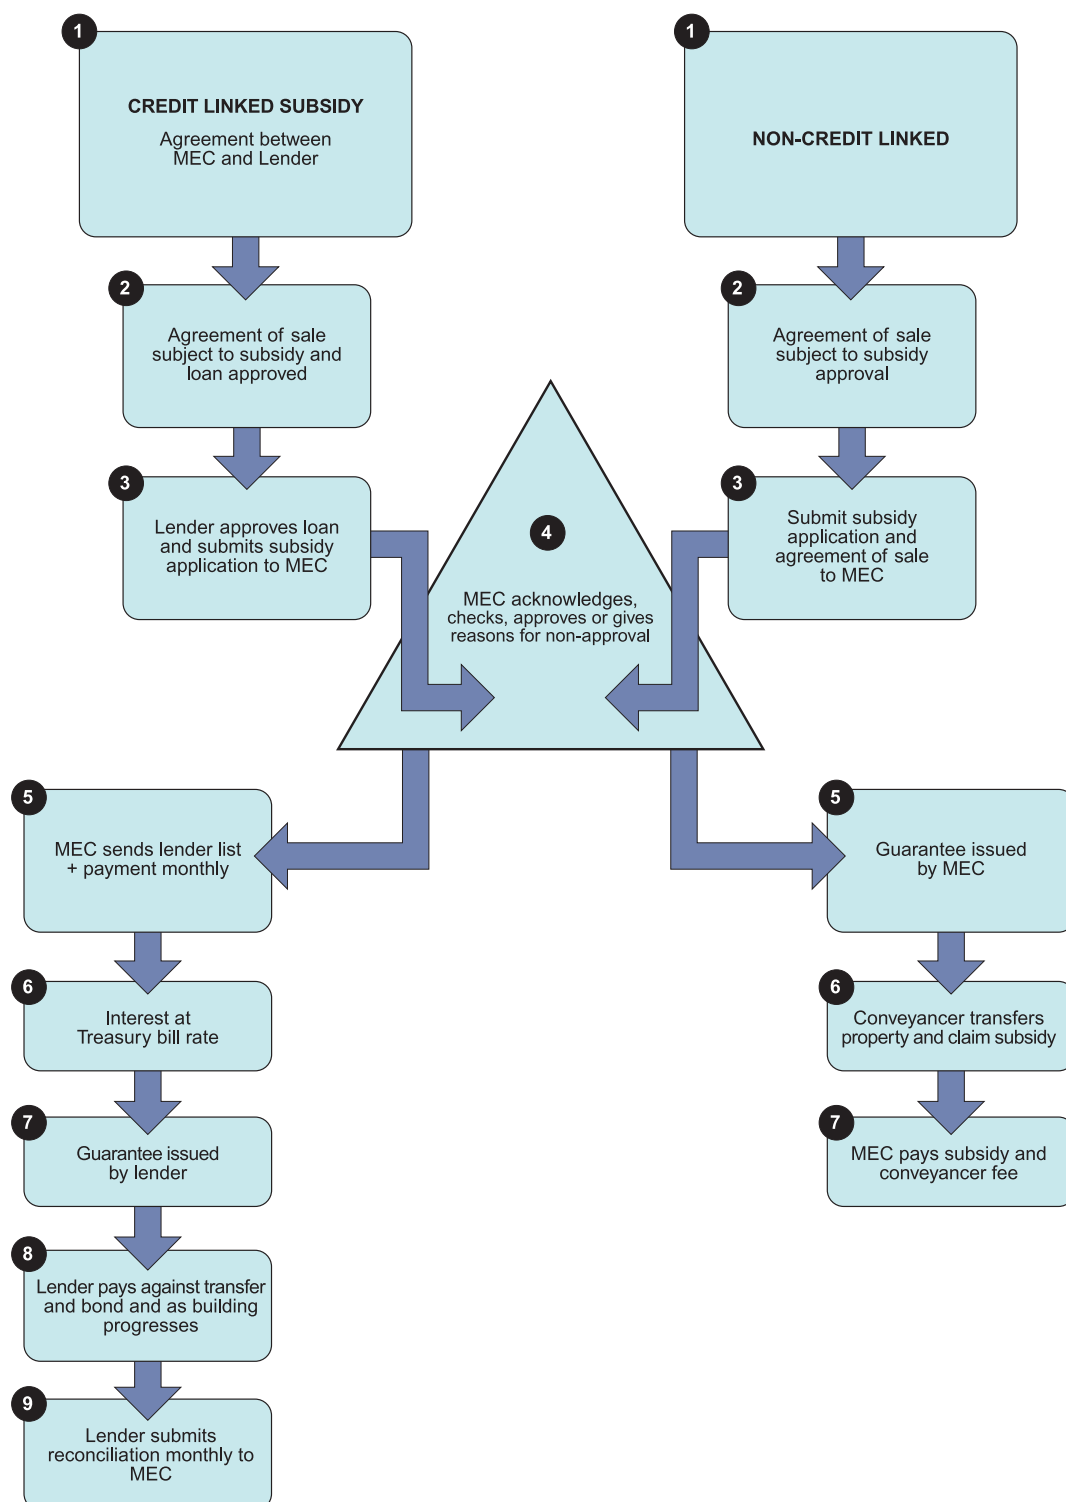 1
CREDIT LINKED SUBSIDY
Agreement between
MEC and Lender
1
NON-CREDIT LINKED
2
Agreement of sale
subject to subsidy and
loan approved
2
Agreement of sale
subject to subsidy
approval
3
Lender approves loan
and submits subsidy
application to MEC
3
Submit subsidy
application and
agreement of sale
to MEC
4
MEC acknowledges,
checks, approves or gives
reasons for non-approval
5
MEC sends lender list
+ payment monthly
5
Guarantee issued
by MEC
6
Interest at
Treasury bill rate
6
Conveyancer transfers
property and claim subsidy
7
Guarantee issued
by lender
7
MEC pays subsidy and
conveyancer fee
8
Lender pays against transfer
and bond and as building
progresses
9
Lender submits
reconciliation monthly to
MEC